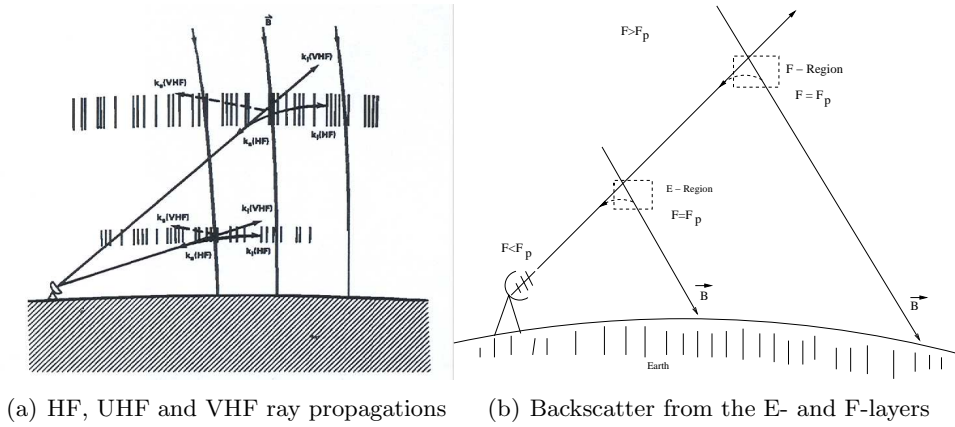 B
k_I(VHF)
k_s(VHF)
k_s(HF)
k_I(HF)
k_s(VHF)
k_I(VHF)
k_s(HF)
k_I(HF)
(a) HF, UHF and VHF ray propagations
F>F_p
F – Region
F = F_p
E – Region
F=F_p
F<F_p
B
B
Earth
(b) Backscatter from the E- and F-layers